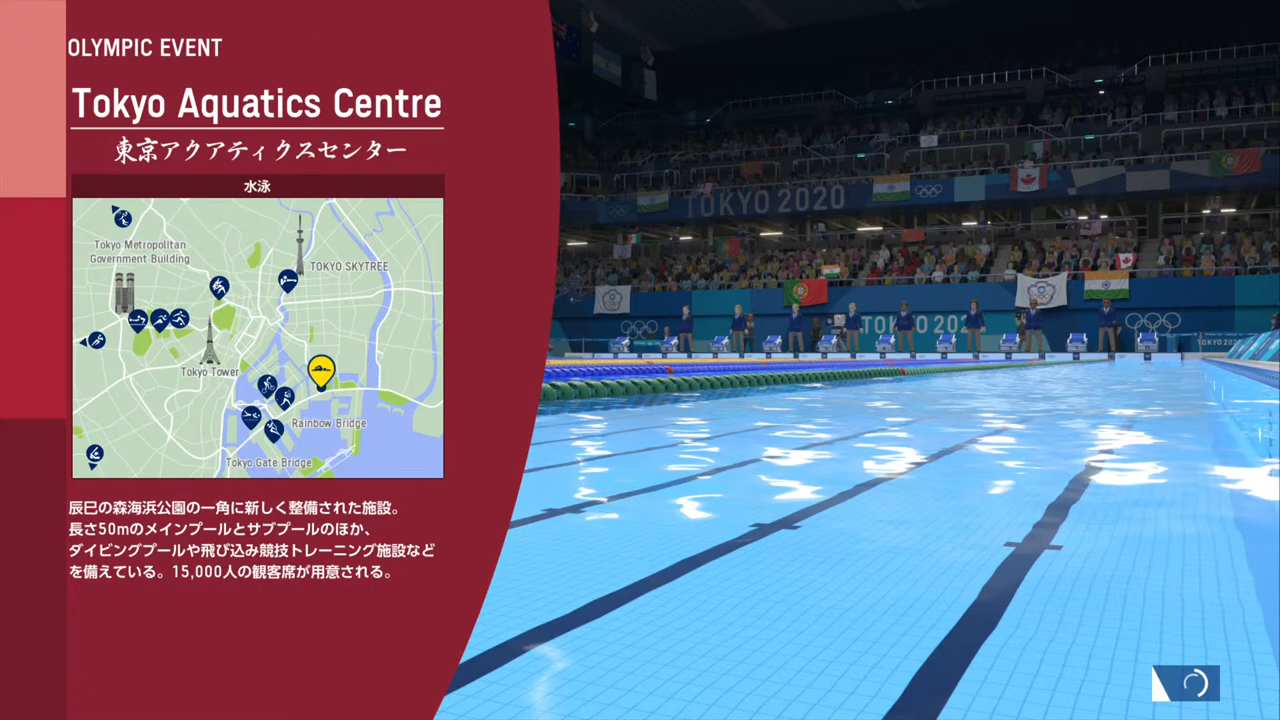 OLYMPIC EVENT
Tokyo Aquatics Centre
東京アクアティクスセンター
水泳
Tokyo Metropolitan
Government Building
TOKYO SKYTREE
Tokyo Tower
Rainbow Bridge
Tokyo Gate Bridge
辰巳の森海浜公園の一角に新しく整備された施設。
長さ50mのメインプールとサブプールのほか、
ダイビングプールや飛び込み競技トレーニング施設など
を備えている。15,000人の観客席が用意される。
TOKYO 2020
TOKYO 202
TOKYO 202